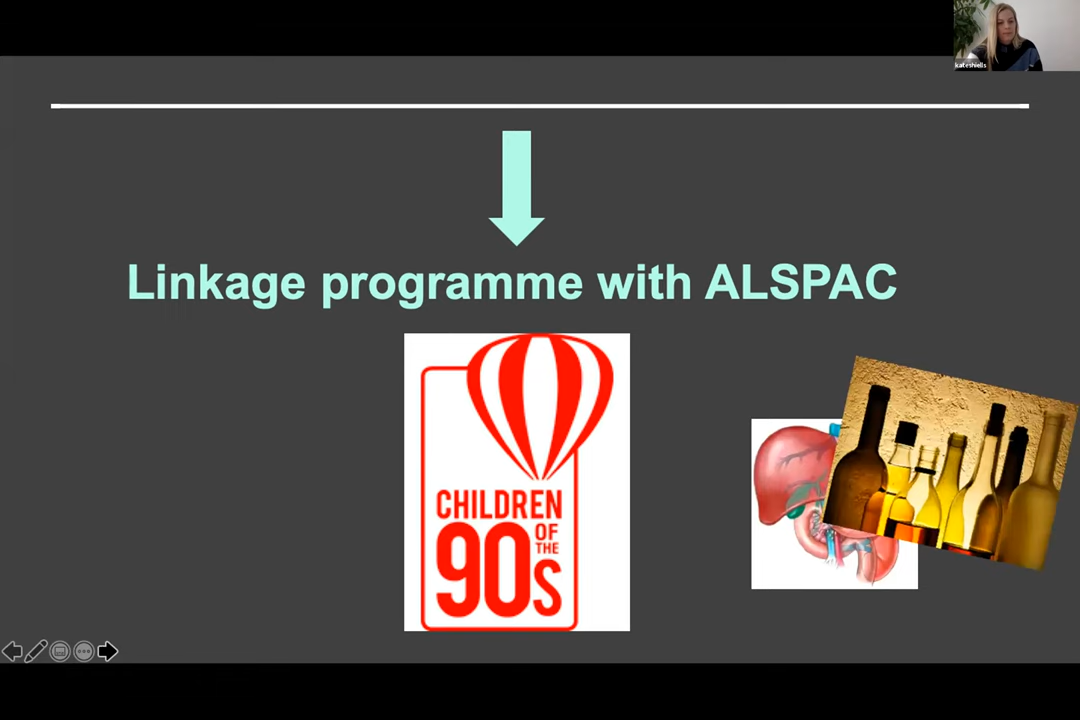 kateshiells
Linkage programme with ALSPAC
CHILDREN
OF
THE
90s